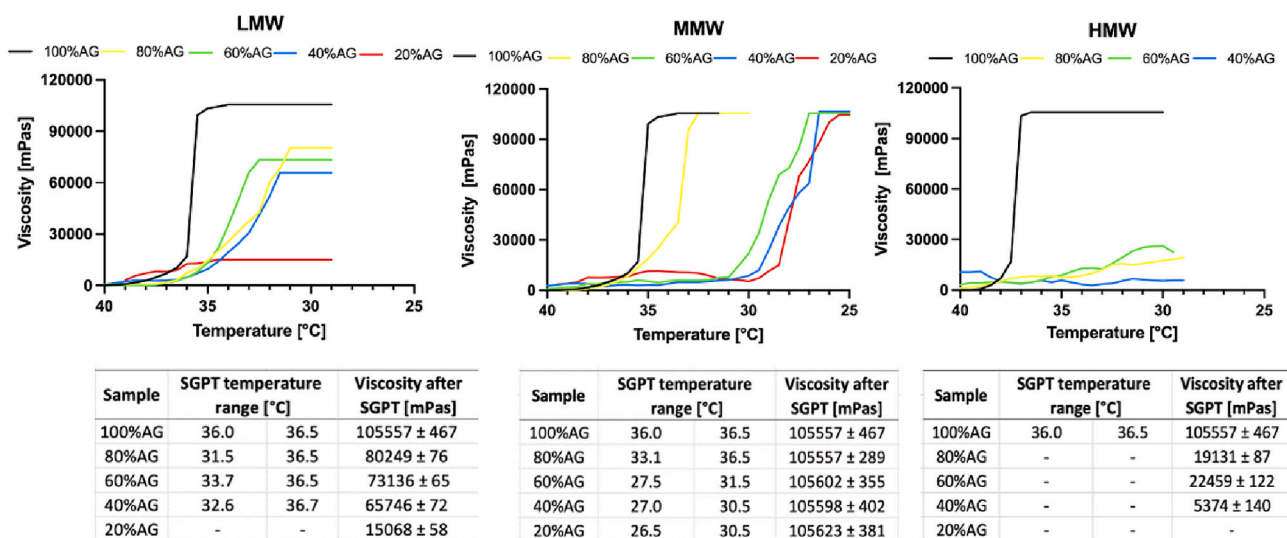 LMW
100%AG 80%AG 60%AG 40%AG 20%AG
120000
90000
60000
30000
0
Viscosity [mPas]
40 35 30 25
Temperature [°C]
MMW
100%AG 80%AG 60%AG 40%AG 20%AG
120000
90000
60000
30000
0
Viscosity [mPas]
40 35 30 25
Temperature [°C]
HMW
100%AG 80%AG 60%AG 40%AG
120000
90000
60000
30000
0
Viscosity [mPas]
40 35 30 25
Temperature [°C]
Sample SGPT temperature range [°C] Viscosity after SGPT [mPas]
100%AG 36.0 36.5 105557 ± 467
80%AG 31.5 36.5 80249 ± 76
60%AG 33.7 36.5 73136 ± 65
40%AG 32.6 36.7 65746 ± 72
20%AG - - 15068 ± 58
Sample SGPT temperature range [°C] Viscosity after SGPT [mPas]
100%AG 36.0 36.5 105557 ± 467
80%AG 33.1 36.5 105557 ± 289
60%AG 27.5 31.5 105602 ± 355
40%AG 27.0 30.5 105598 ± 402
20%AG 26.5 30.5 105623 ± 381
Sample SGPT temperature range [°C] Viscosity after SGPT [mPas]
100%AG 36.0 36.5 105557 ± 467
80%AG - - 19131 ± 87
60%AG - - 22459 ± 122
40%AG - - 5374 ± 140
20%AG - - -